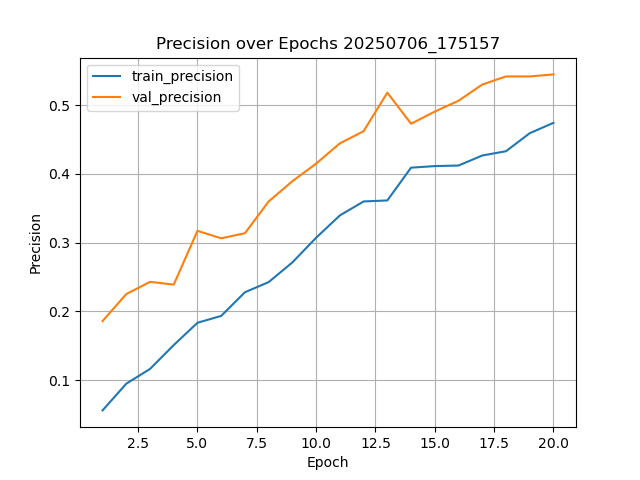 Precision over Epochs 20250706_175157
train_precision
val_precision
0.5
0.4
0.3
0.2
0.1
Precision
2.5 5.0 7.5 10.0 12.5 15.0 17.5 20.0
Epoch